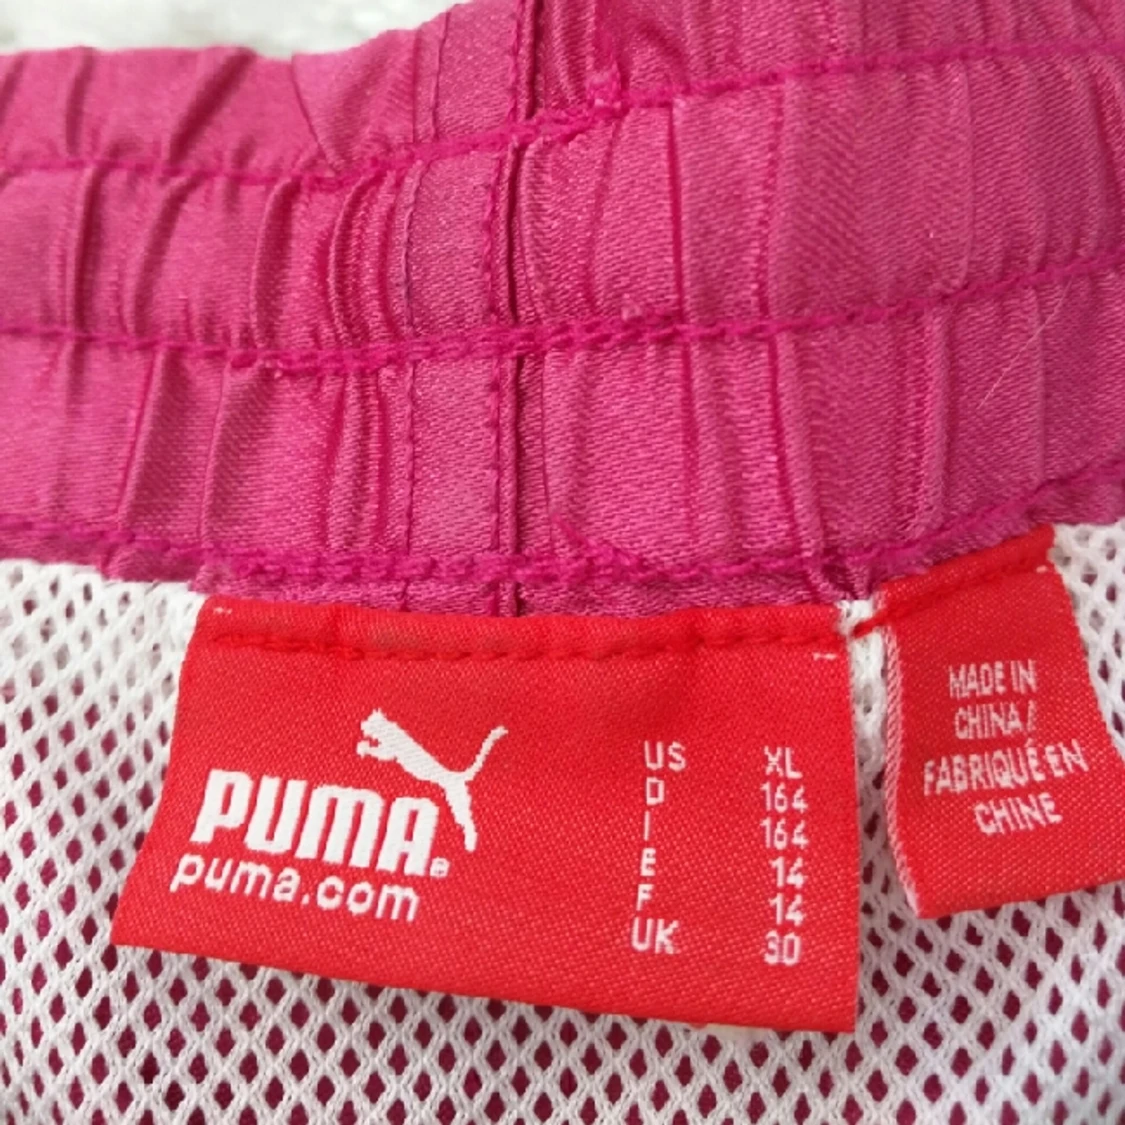 PUMA®
puma.com
US XL
D 164
I 164
E 14
F 14
UK 30
MADE IN
CHINA/
FABRIQUÉ EN
CHINE